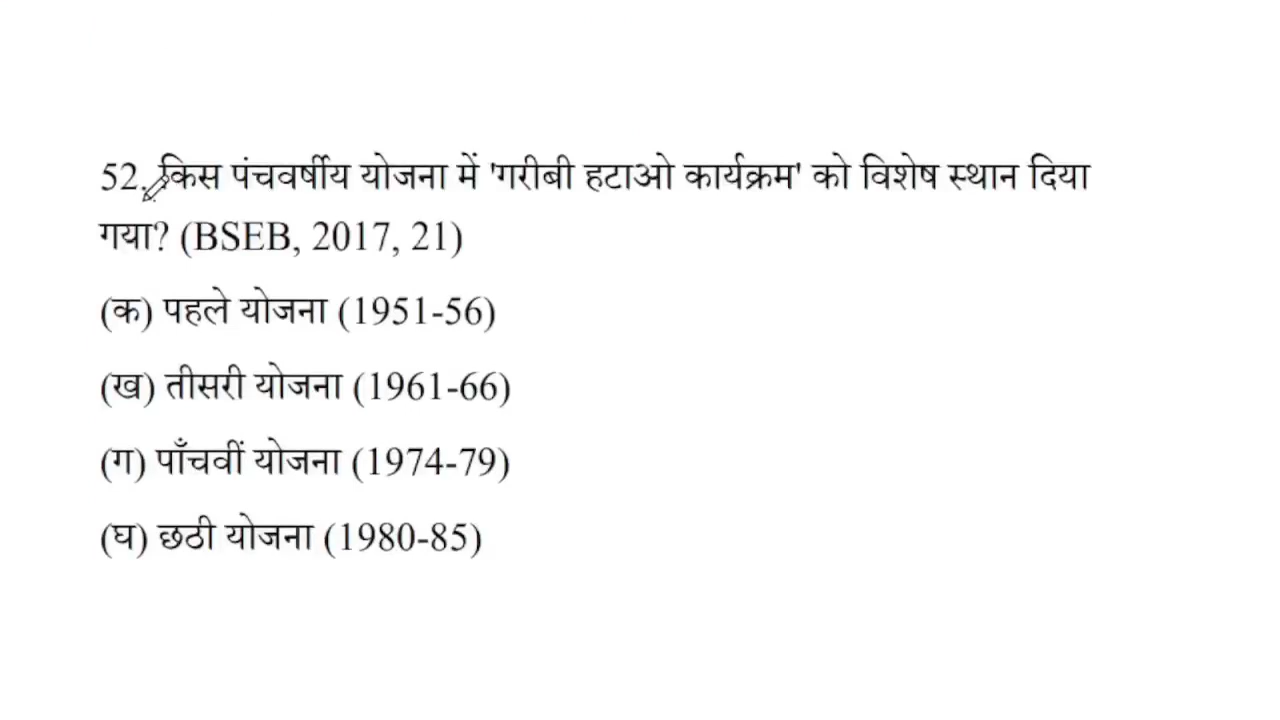 52. किस पंचवर्षीय योजना में 'गरीबी हटाओ कार्यक्रम' को विशेष स्थान दिया
गया? (BSEB, 2017, 21)
(क) पहले योजना (1951-56)
(ख) तीसरी योजना (1961-66)
(ग) पाँचवीं योजना (1974-79)
(घ) छठी योजना (1980-85)